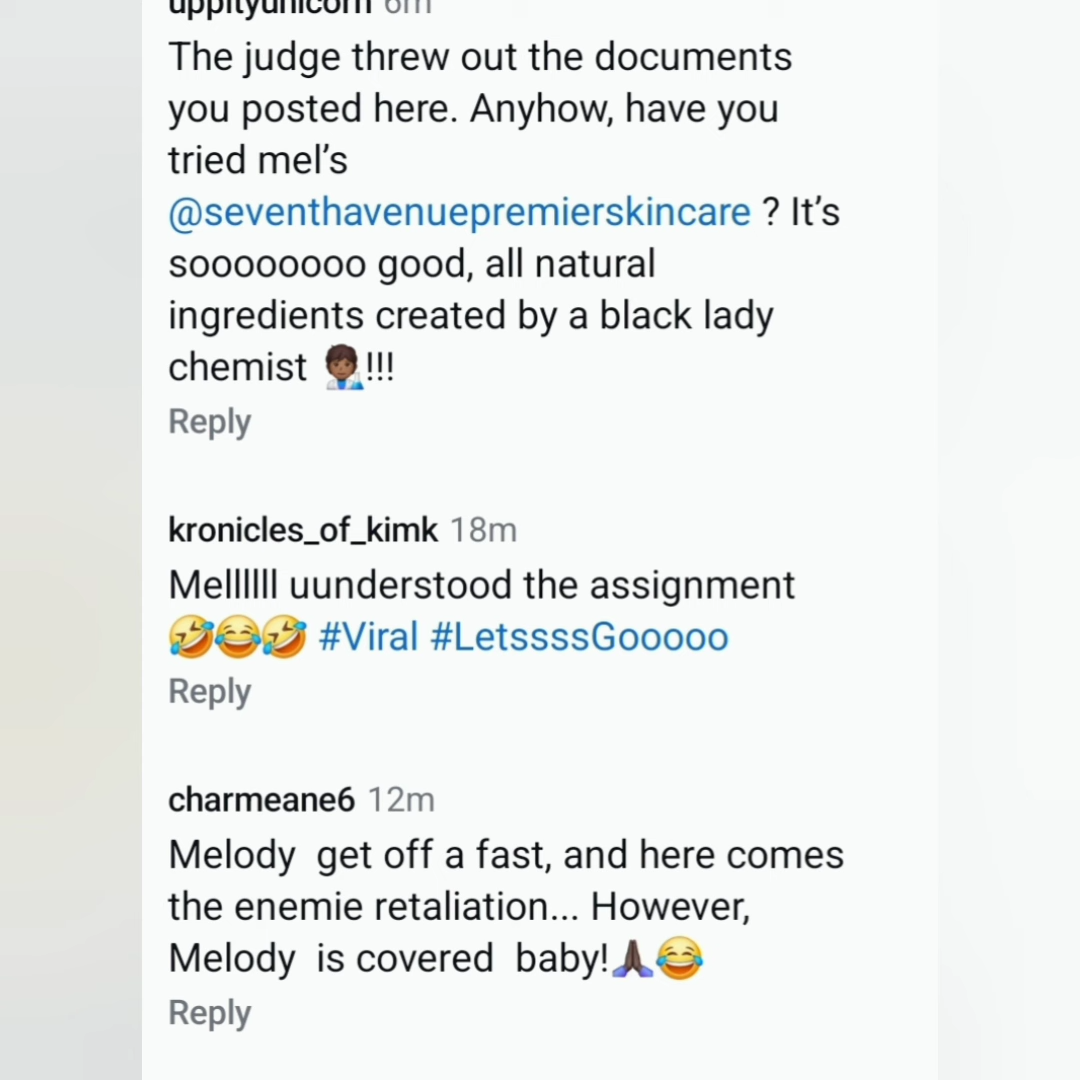 uppityunicorn 6m
The judge threw out the documents
you posted here. Anyhow, have you
tried mel’s
@seventhavenuepremierskincare ? It’s
soooooooo good, all natural
ingredients created by a black lady
chemist 🧑🏾‍🔬!!!
Reply
kronicles_of_kimk 18m
Mellllll uunderstood the assignment
🤣😂🤣 #Viral #LetssssGooooo
Reply
charmeane6 12m
Melody  get off a fast, and here comes
the enemie retaliation... However,
Melody  is covered  baby!🙏🏿😂
Reply